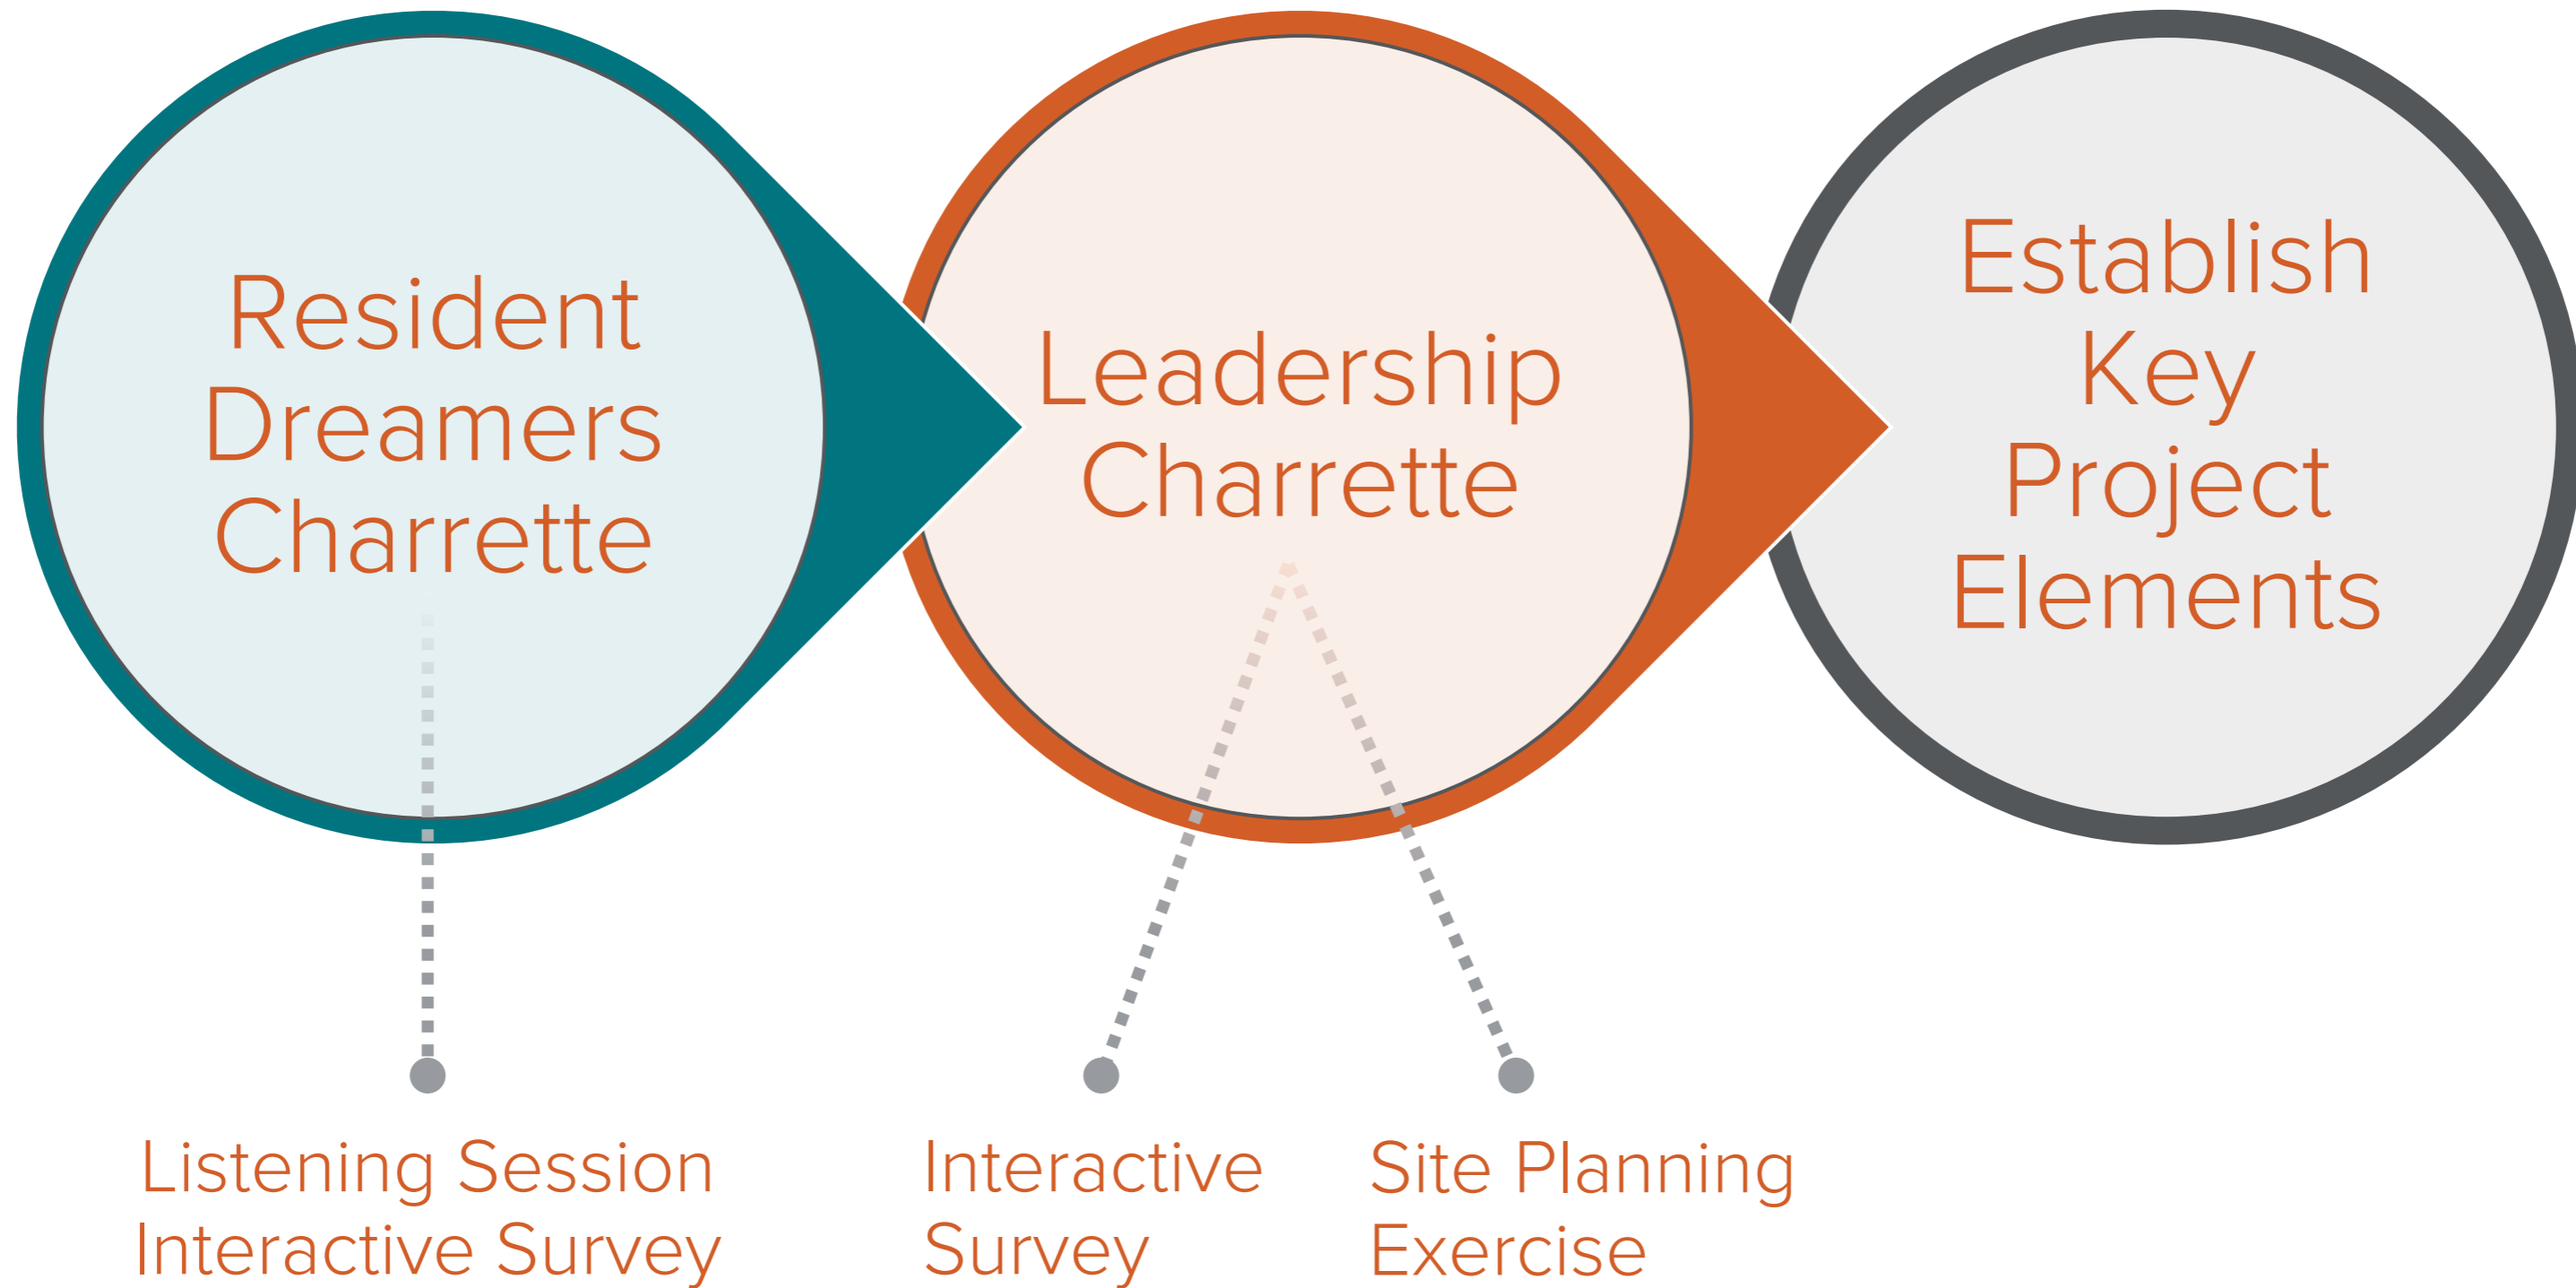 Resident
Dreamers
Charrette
Leadership
Charrette
Establish
Key
Project
Elements
Listening Session
Interactive Survey
Interactive
Survey
Site Planning
Exercise